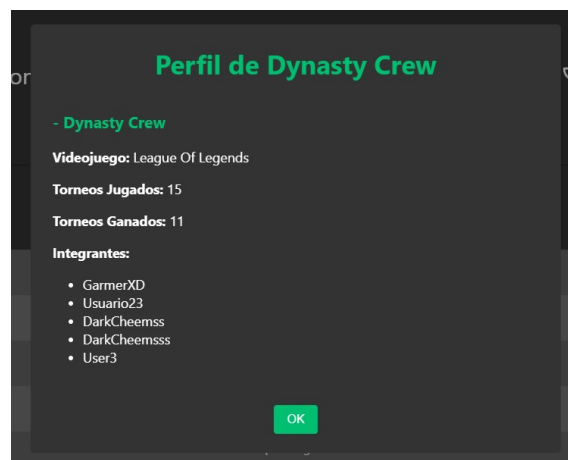 Perfil de Dynasty Crew
- Dynasty Crew
Videojuego: League Of Legends
Torneos Jugados: 15
Torneos Ganados: 11
Integrantes:
• GarmerXD
• Usuario23
• DarkCheemss
• DarkCheemsss
• User3
OK